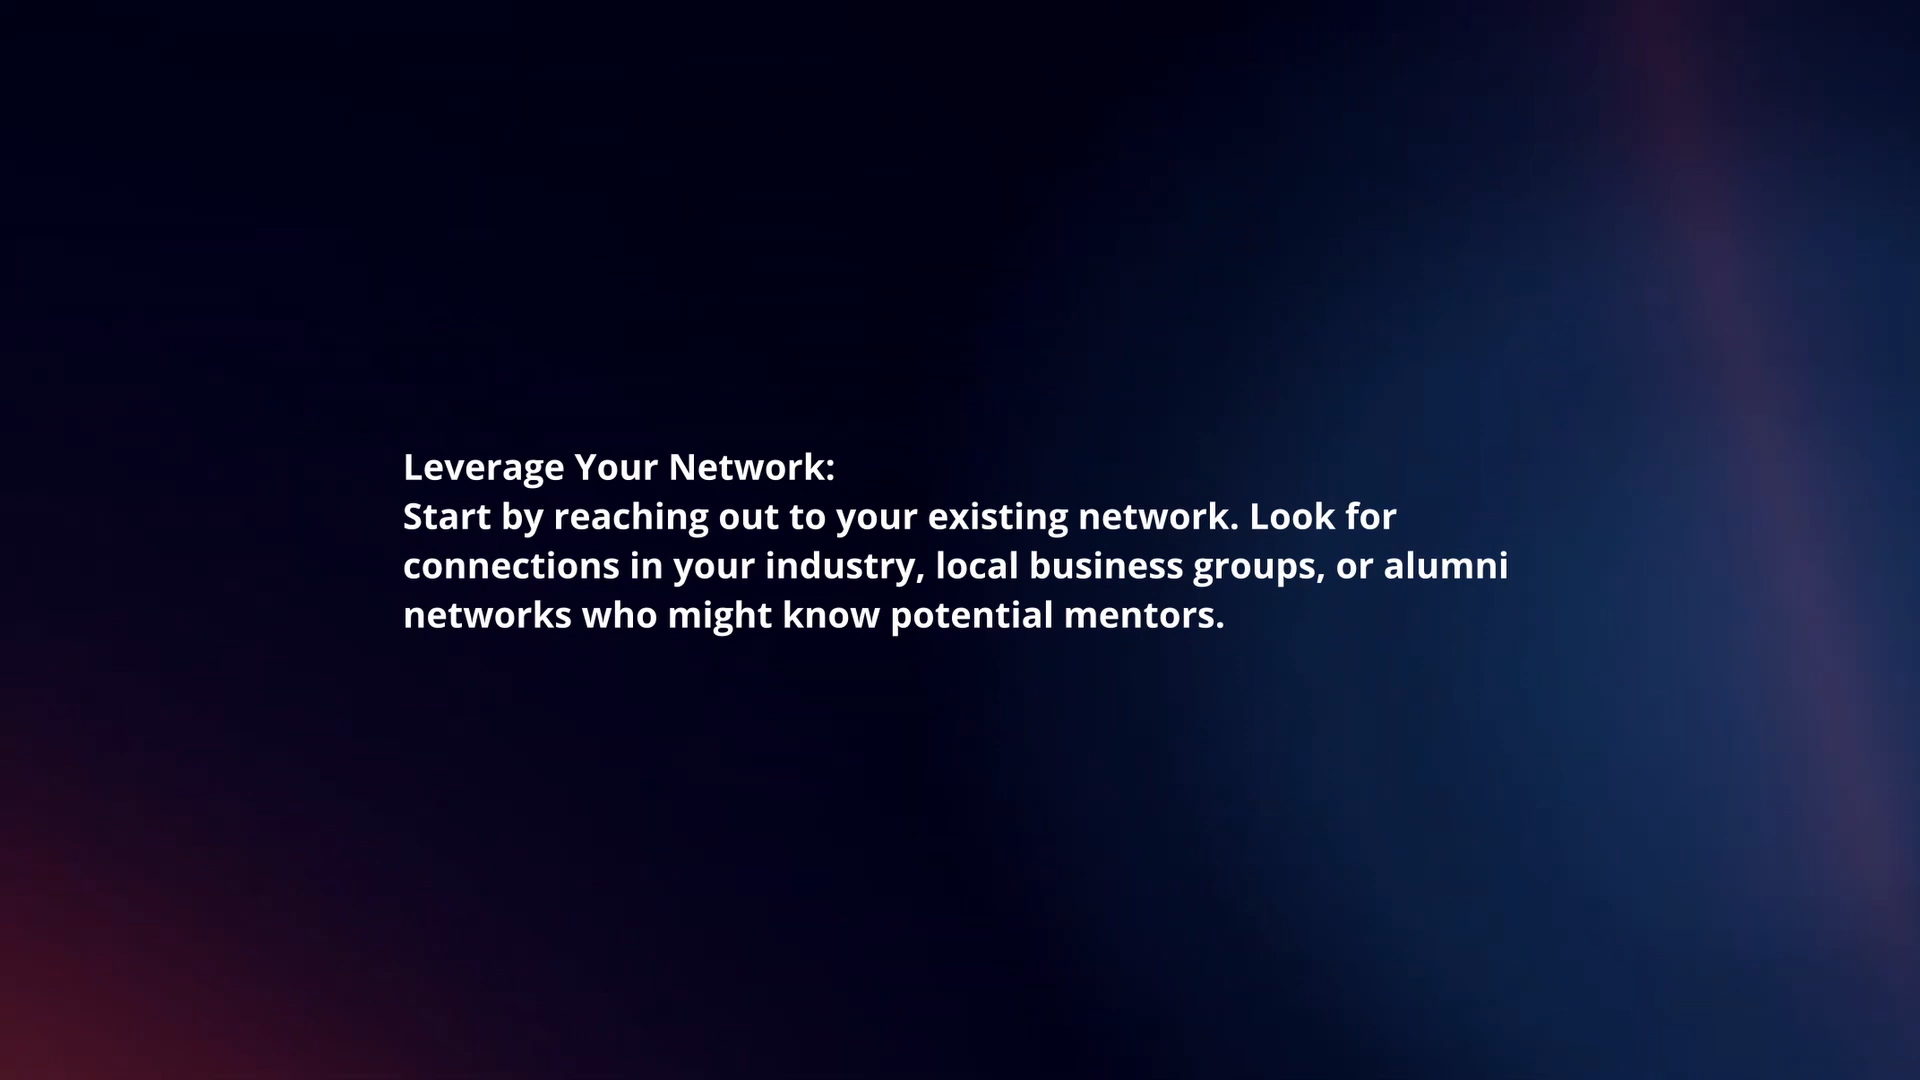 Leverage Your Network:
Start by reaching out to your existing network. Look for
connections in your industry, local business groups, or alumni
networks who might know potential mentors.